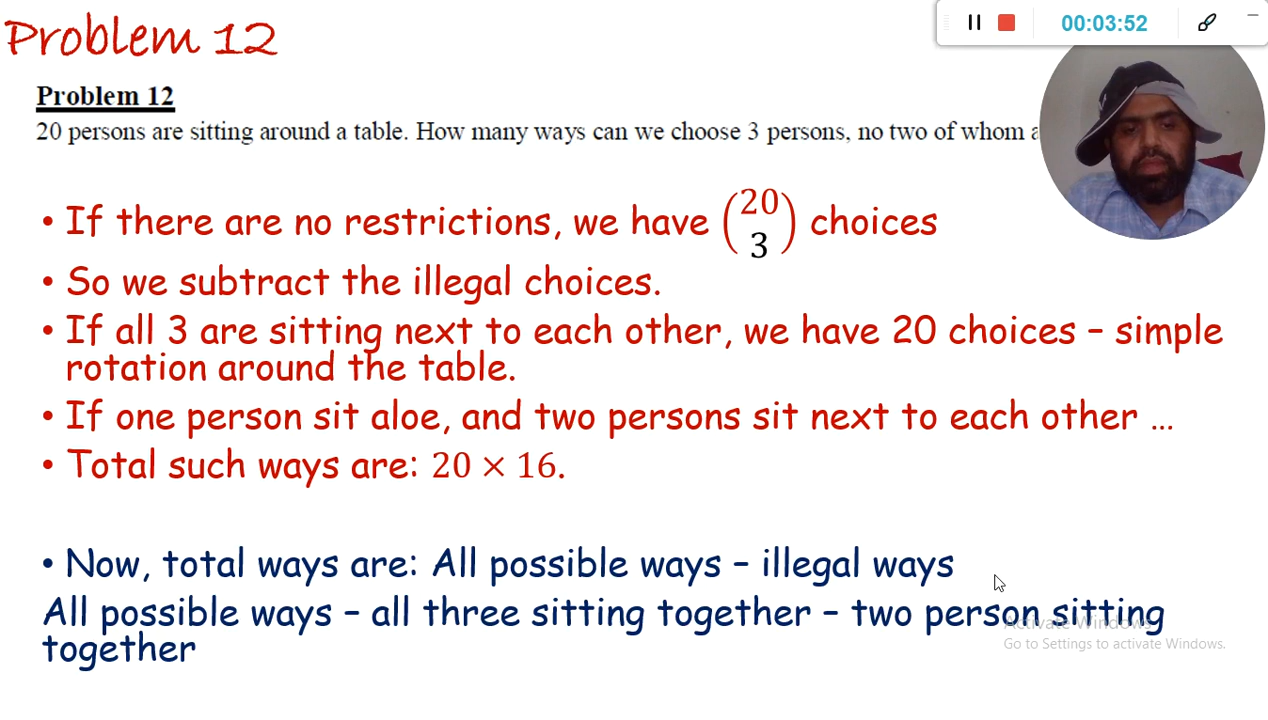 Problem 12
00:03:52
Problem 12
20 persons are sitting around a table. How many ways can we choose 3 persons, no two of whom
• If there are no restrictions, we have (20 3) choices
• So we subtract the illegal choices.
• If all 3 are sitting next to each other, we have 20 choices – simple
rotation around the table.
• If one person sit aloe, and two persons sit next to each other ...
• Total such ways are: 20 × 16.
• Now, total ways are: All possible ways – illegal ways
All possible ways – all three sitting together – two person sitting
together
Activate Windows
Go to Settings to activate Windows.